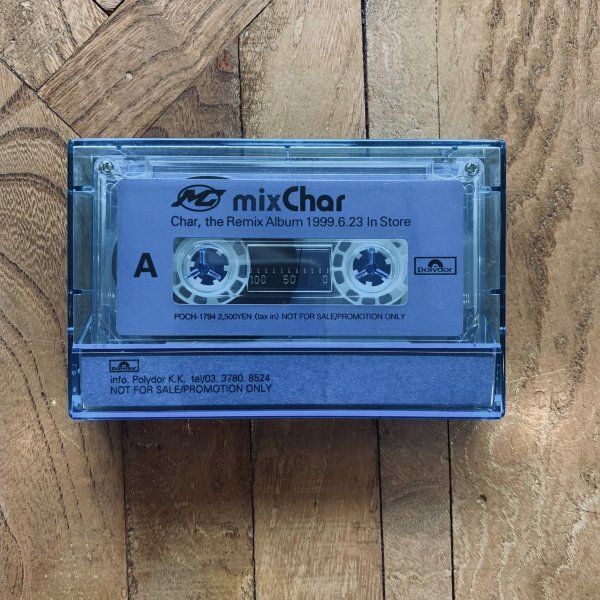 MC mixChar
Char, the Remix Album 1999.6.23 In Store
A
polydor
100 50 0
POCH-1794 2,500YEN (tax in) NOT FOR SALE/PROMOTION ONLY
polydor
info. Polydor K.K. tel/03. 3780. 8524
NOT FOR SALE/PROMOTION ONLY